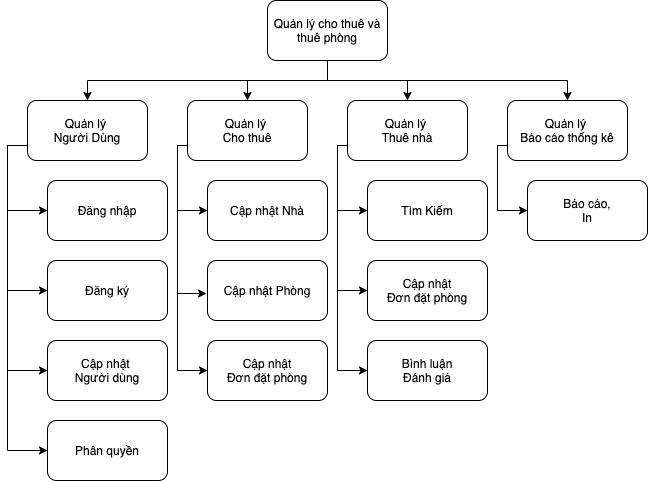 Quản lý cho thuê và
thuê phòng
Quản lý
Người Dùng
Quản lý
Cho thuê
Quản lý
Thuê nhà
Quản lý
Báo cáo thống kê
Đăng nhập
Cập nhật Nhà
Tìm Kiếm
Báo cáo,
In
Đăng ký
Cập nhật Phòng
Cập nhật
Đơn đặt phòng
Cập nhật
Người dùng
Cập nhật
Đơn đặt phòng
Bình luận
Đánh giá
Phân quyền